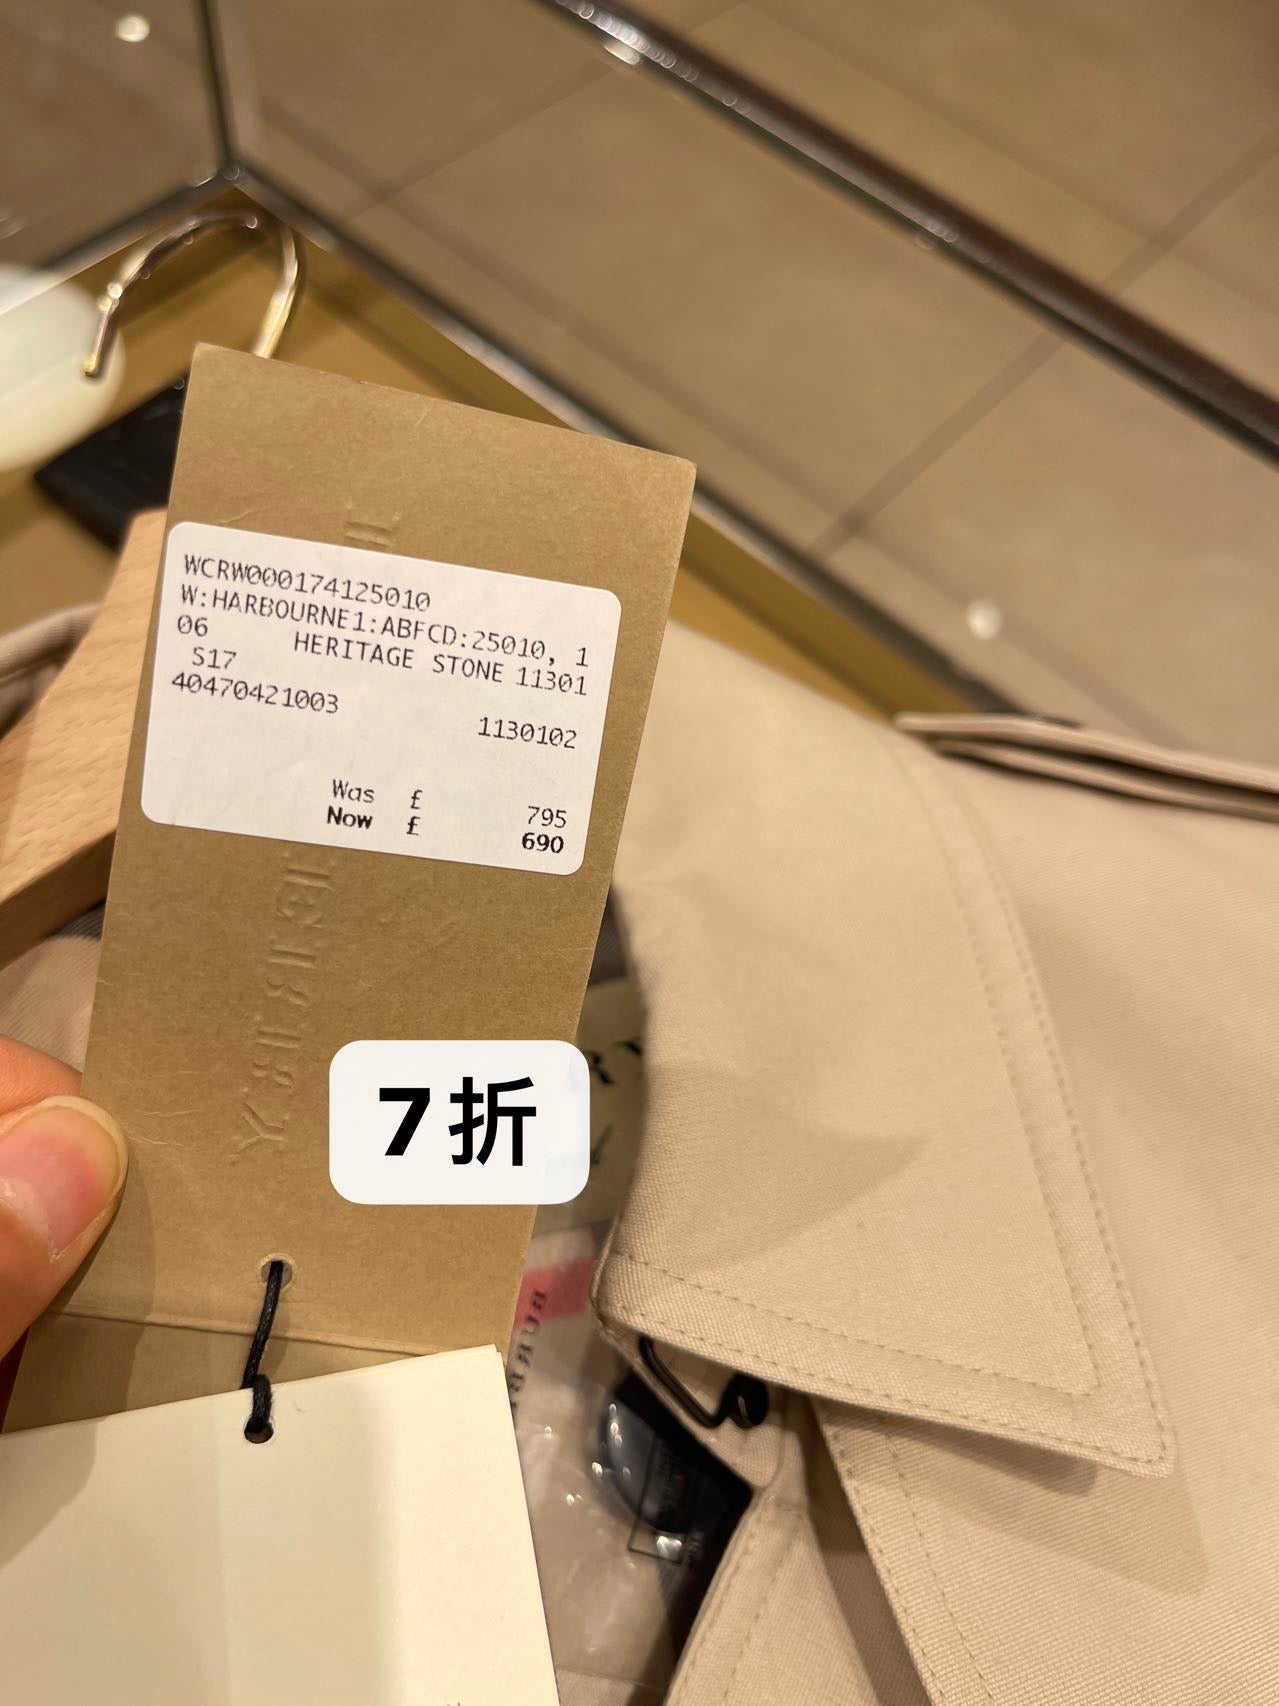 WCRW000174125010
W:HARBOURNE1:ABFCD:25010, 1
06 HERITAGE STONE 11301
S17
40470421003
1130102
Was £ 795
Now £ 690
7折